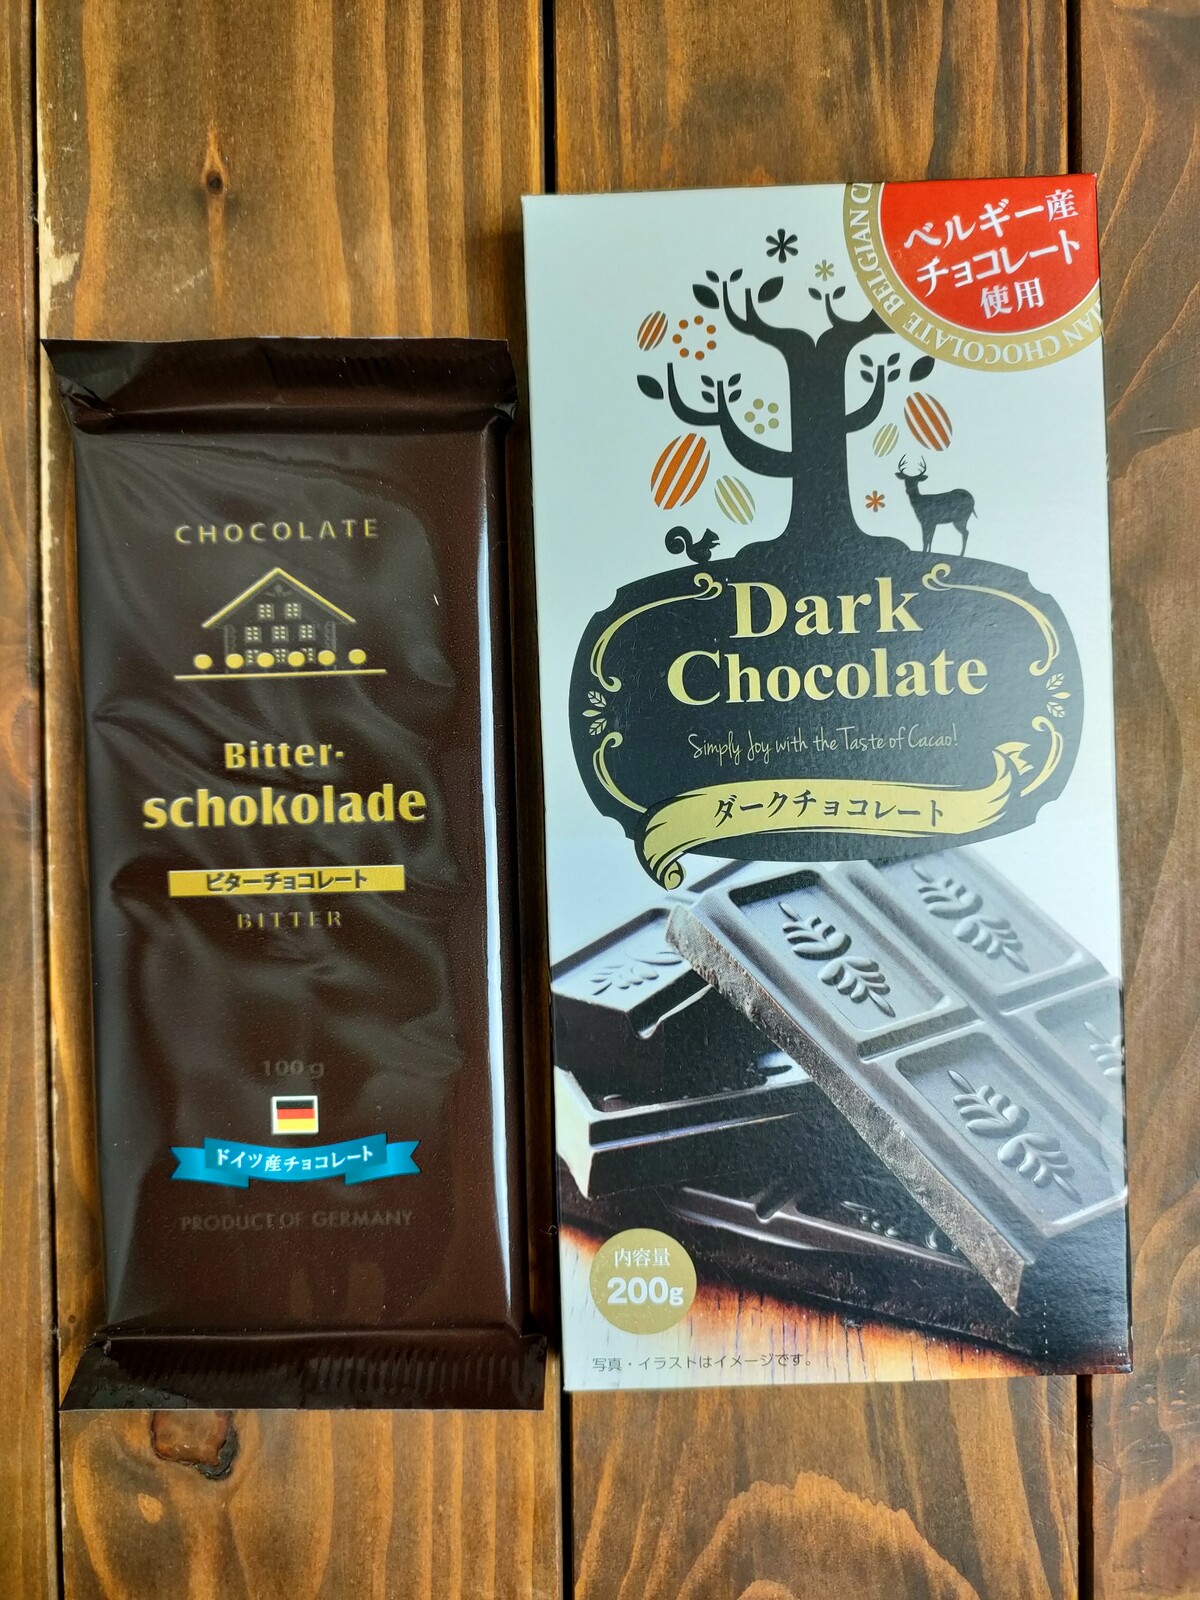 CHOCOLATE
Bitter-
schokolade
ビターチョコレート
BITTER
100g
ドイツ産チョコレート
PRODUCT OF GERMANY
BELGIAN CHOCOLATE
ベルギー産
チョコレート
使用
Dark
Chocolate
Simply Joy with the Taste of Cacao!
ダークチョコレート
内容量
200g
写真・イラストはイメージです。